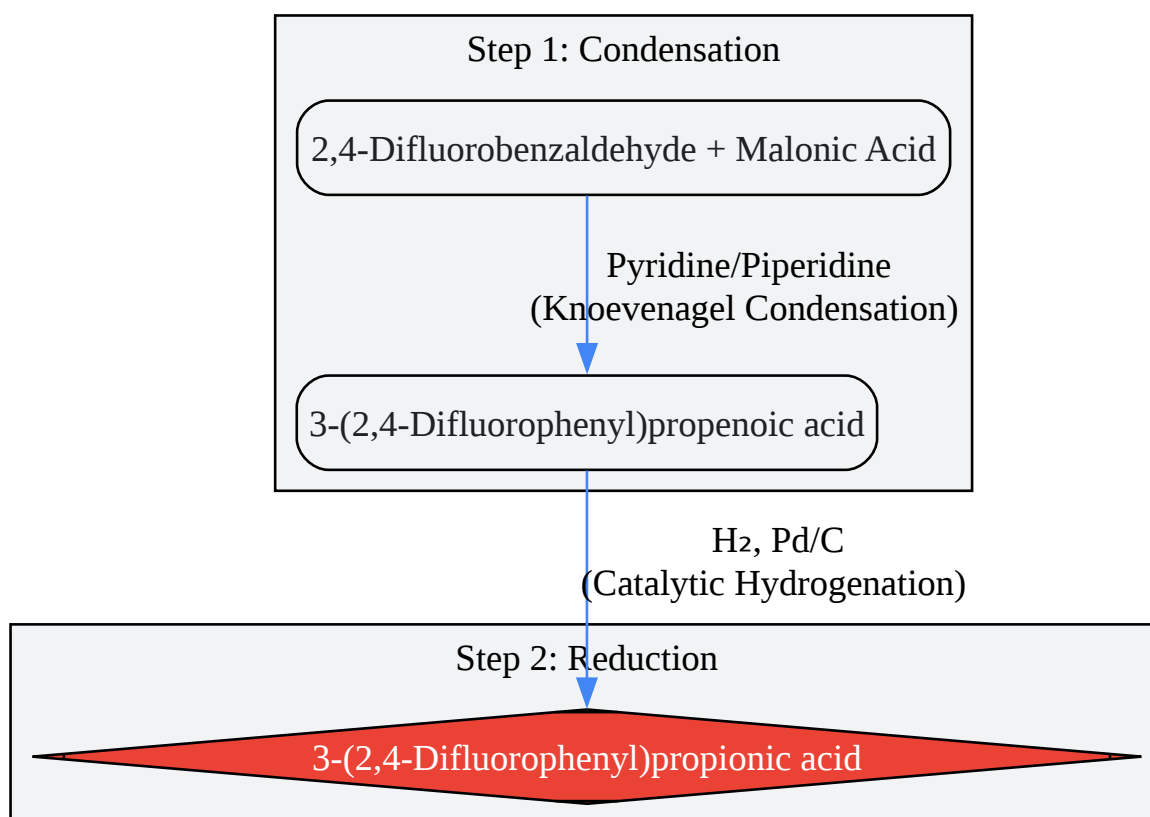 Step 1: Condensation
2,4-Difluorobenzaldehyde + Malonic Acid
Pyridine/Piperidine
(Knoevenagel Condensation)
3-(2,4-Difluorophenyl)propenoic acid
H₂, Pd/C
(Catalytic Hydrogenation)
Step 2: Reduction
3-(2,4-Difluorophenyl)propionic acid